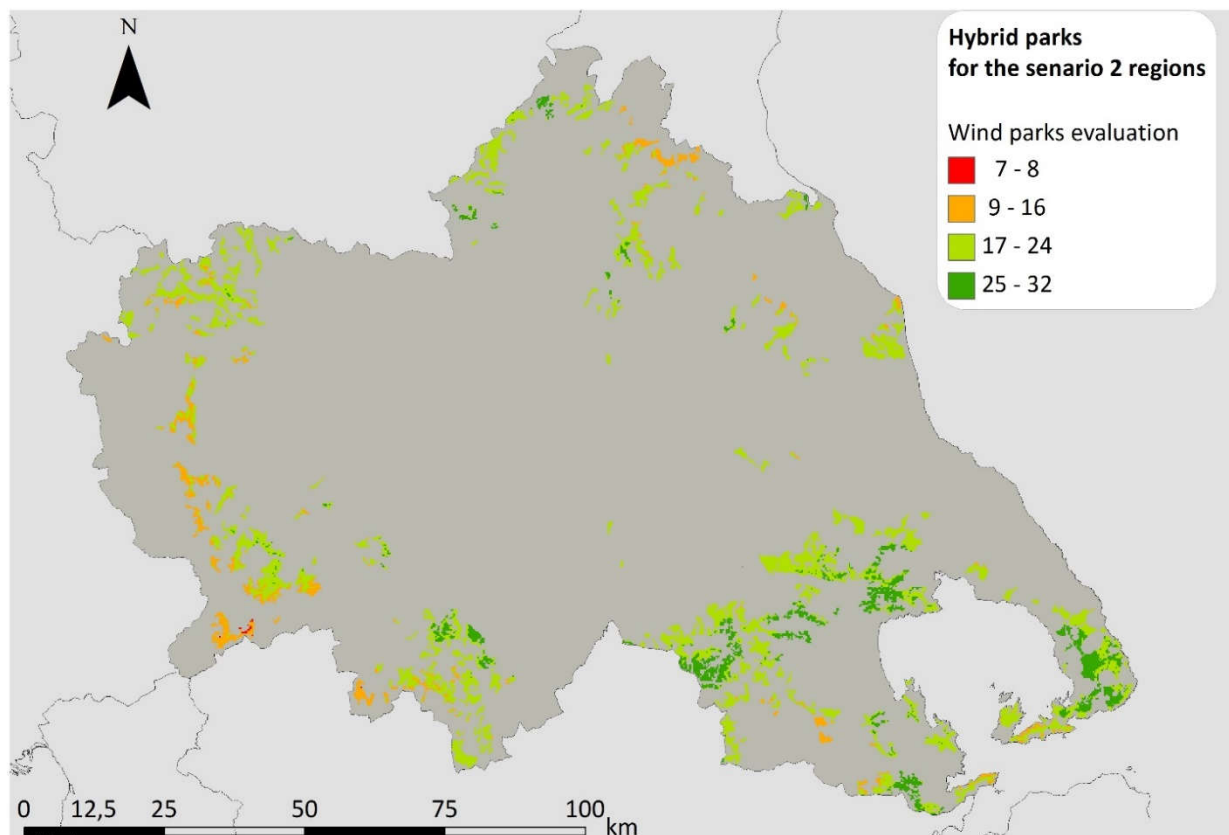 N
Hybrid parks
for the senario 2 regions
Wind parks evaluation
7 - 8
9 - 16
17 - 24
25 - 32
0 12,5 25 50 75 100
km